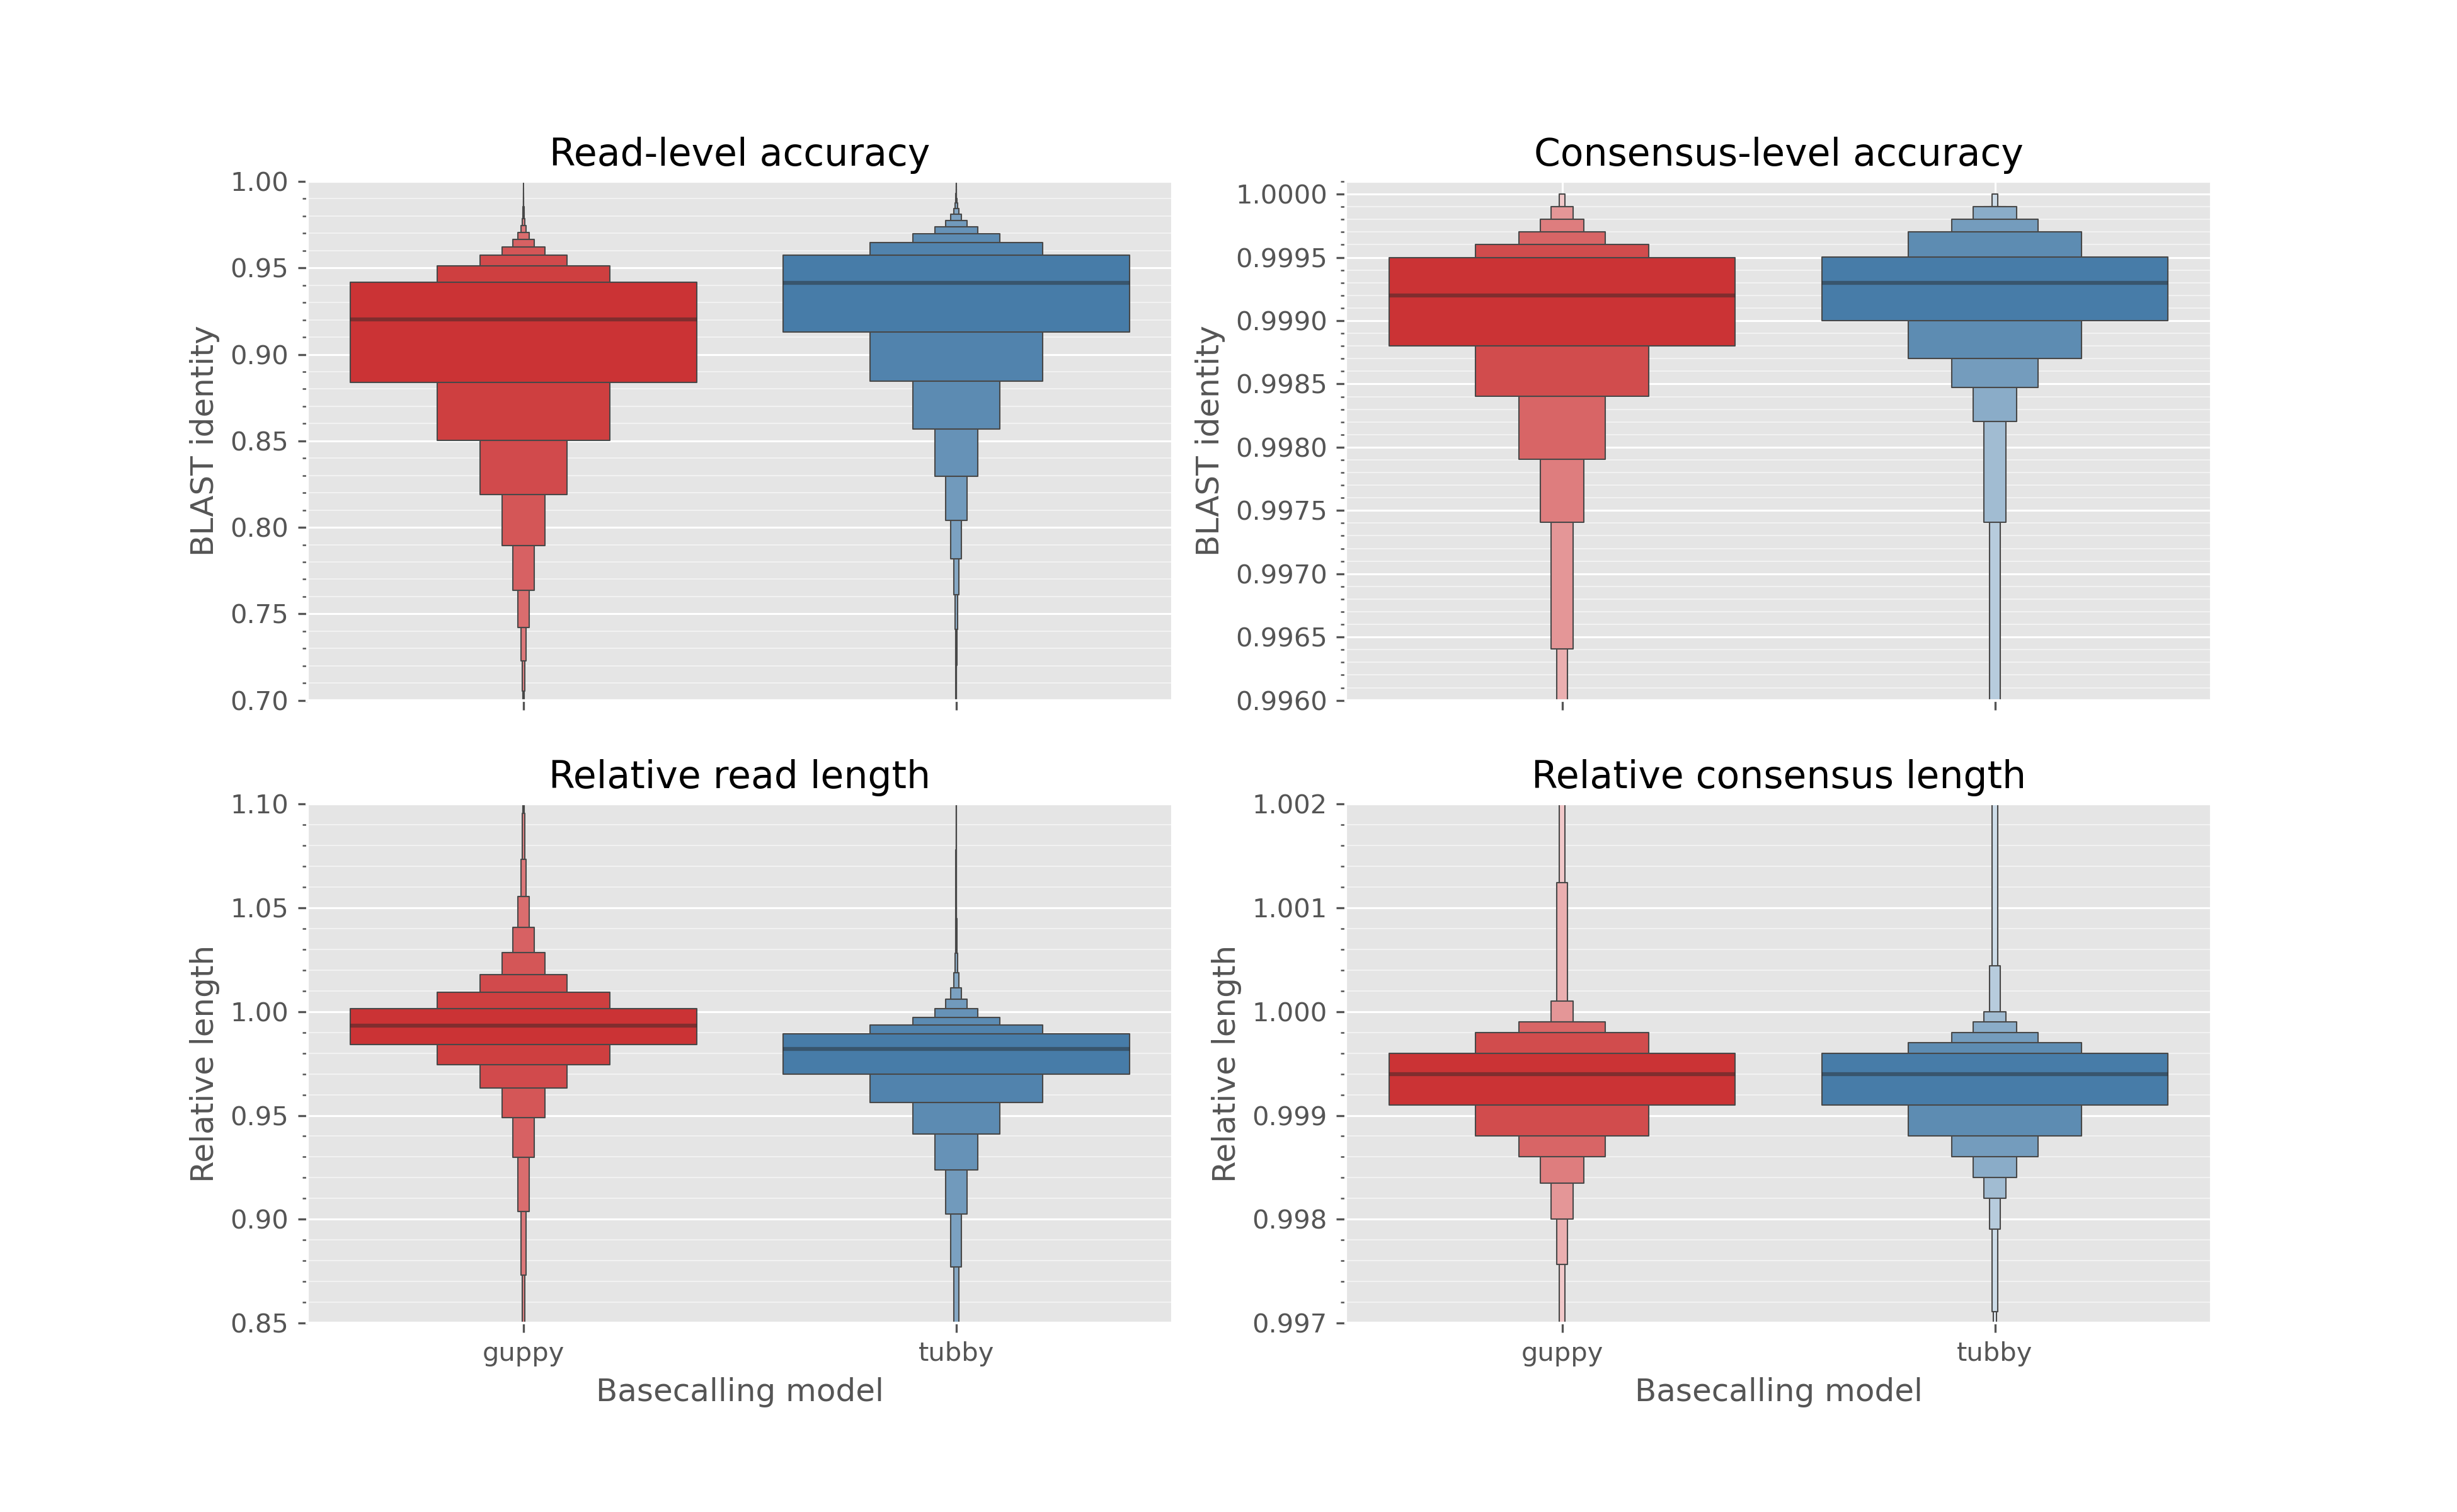 Read-level accuracy
BLAST identity
1.00
0.95
0.90
0.85
0.80
0.75
0.70
Consensus-level accuracy
BLAST identity
1.0000
0.9995
0.9990
0.9985
0.9980
0.9975
0.9970
0.9965
0.9960
Relative read length
Relative length
1.10
1.05
1.00
0.95
0.90
0.85
guppy
tubby
Basecalling model
Relative consensus length
Relative length
1.002
1.001
1.000
0.999
0.998
0.997
guppy
tubby
Basecalling model